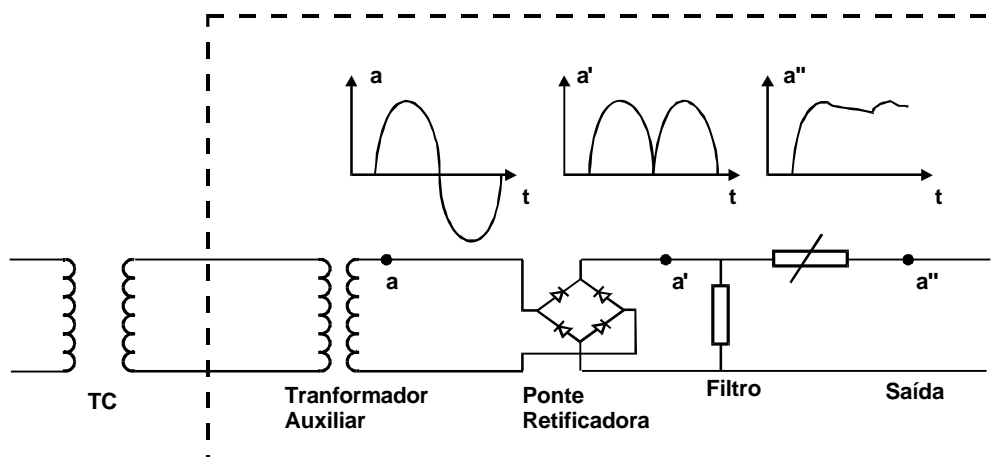 a
a'
a"
t
t
t
a
a'
a"
TC
Tranformador
Auxiliar
Ponte
Retificadora
Filtro
Saída